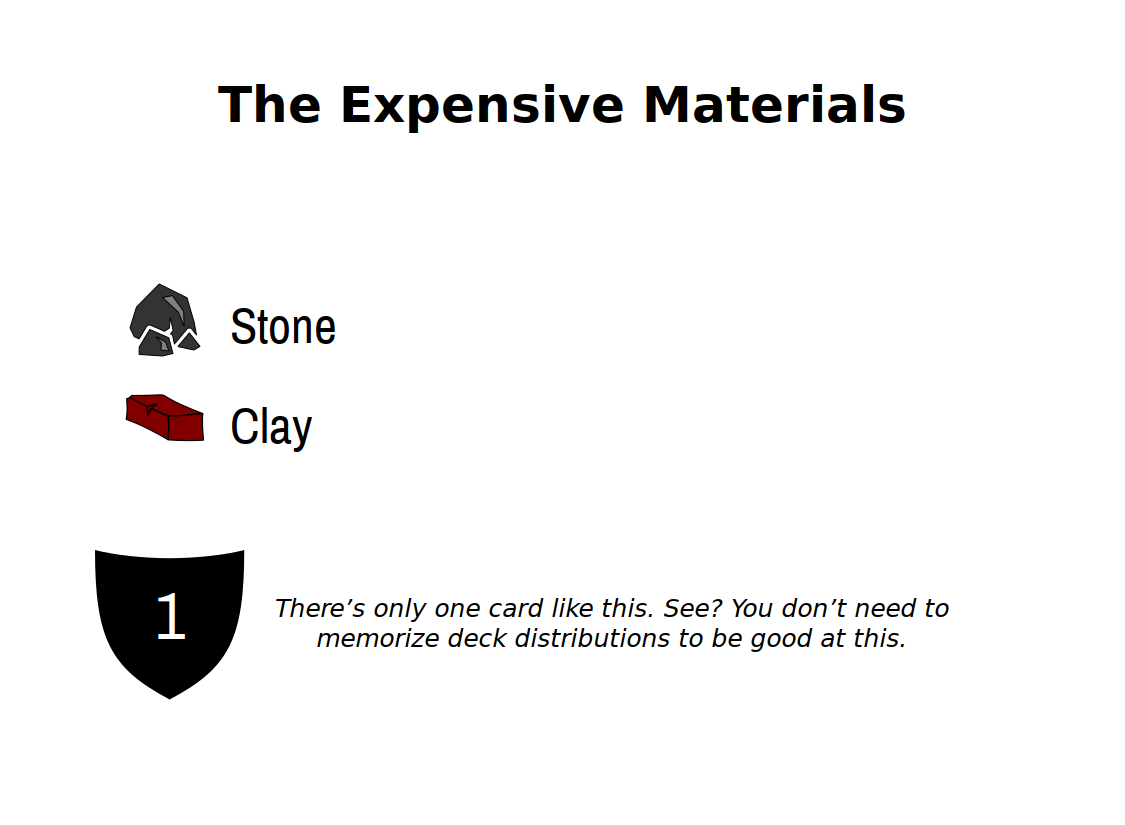 The Expensive Materials
Stone
Clay
1
There’s only one card like this. See? You don’t need to
memorize deck distributions to be good at this.